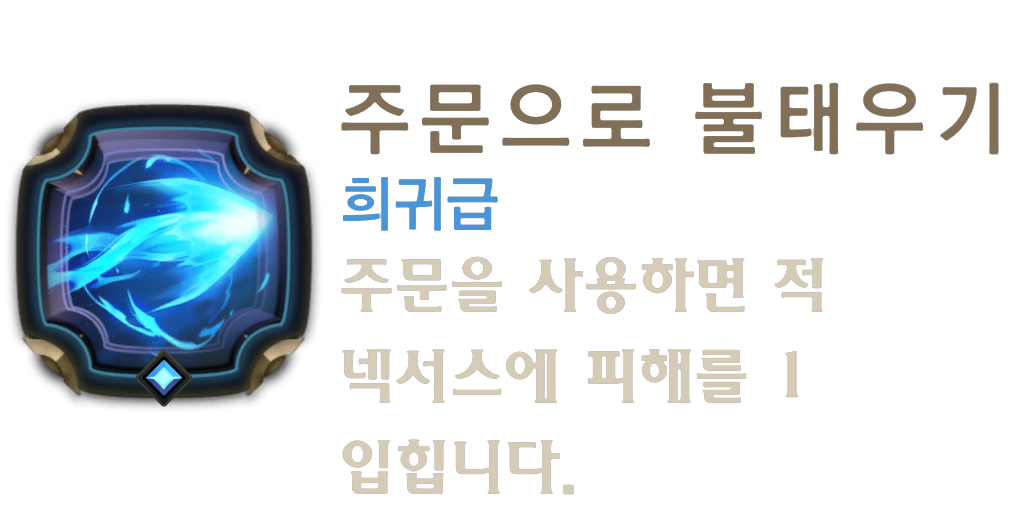 주문으로 불태우기
희귀급
주문을 사용하면 적
넥서스에 피해를 1
입힙니다.